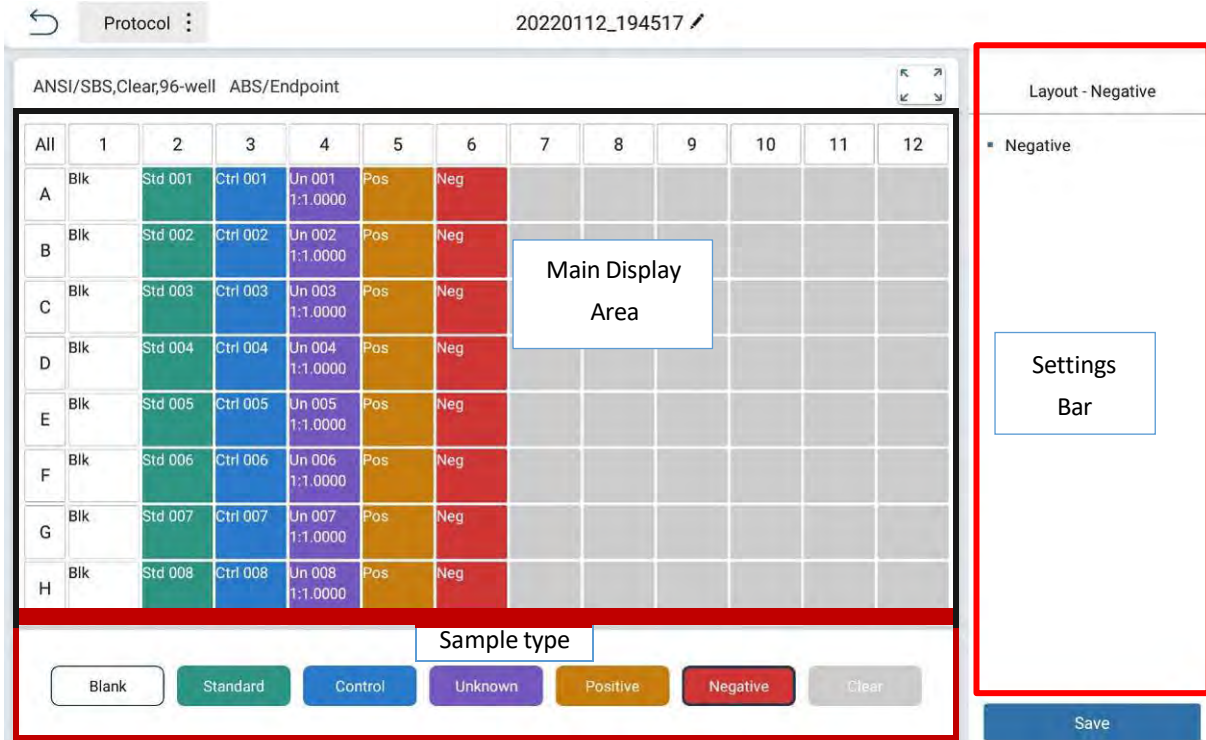 Protocol
20220112_194517
ANSI/SBS,Clear,96-well ABS/Endpoint
Layout - Negative
All 1 2 3 4 5 6 7 8 9 10 11 12
Negative
A Blk Std 001 Ctrl 001 Un 001 1:1.0000 Pos Neg
B Blk Std 002 Ctrl 002 Un 002 1:1.0000 Pos Neg
Main Display
Area
C Blk Std 003 Ctrl 003 Un 003 1:1.0000 Pos Neg
D Blk Std 004 Ctrl 004 Un 004 1:1.0000 Pos Neg
Settings
Bar
E Blk Std 005 Ctrl 005 Un 005 1:1.0000 Pos Neg
F Blk Std 006 Ctrl 006 Un 006 1:1.0000 Pos Neg
G Blk Std 007 Ctrl 007 Un 007 1:1.0000 Pos Neg
H Blk Std 008 Ctrl 008 Un 008 1:1.0000 Pos Neg
Sample type
Blank Standard Control Unknown Positive Negative Clear
Save